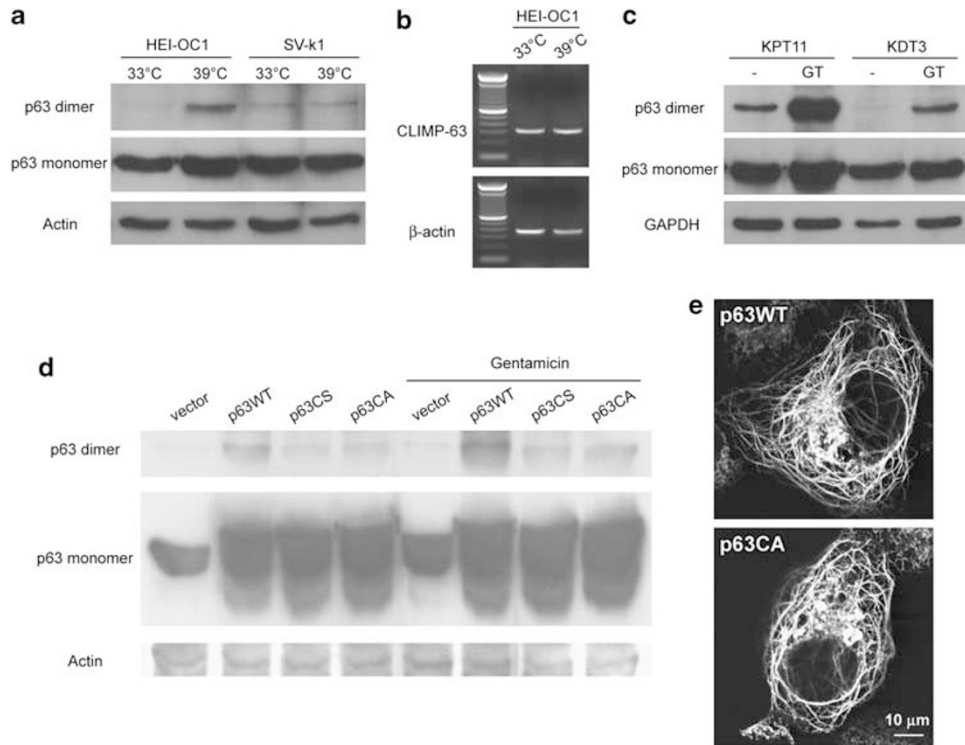 a
HEI-OC1 SV-k1
33°C 39°C 33°C 39°C
p63 dimer
p63 monomer
Actin
b
HEI-OC1
33°C 39°C
CLIMP-63
β-actin
c
KPT11 KDT3
- GT - GT
p63 dimer
p63 monomer
GAPDH
d
Gentamicin
vector p63WT p63CS p63CA vector p63WT p63CS p63CA
p63 dimer
p63 monomer
Actin
e
p63WT
p63CA
10 µm